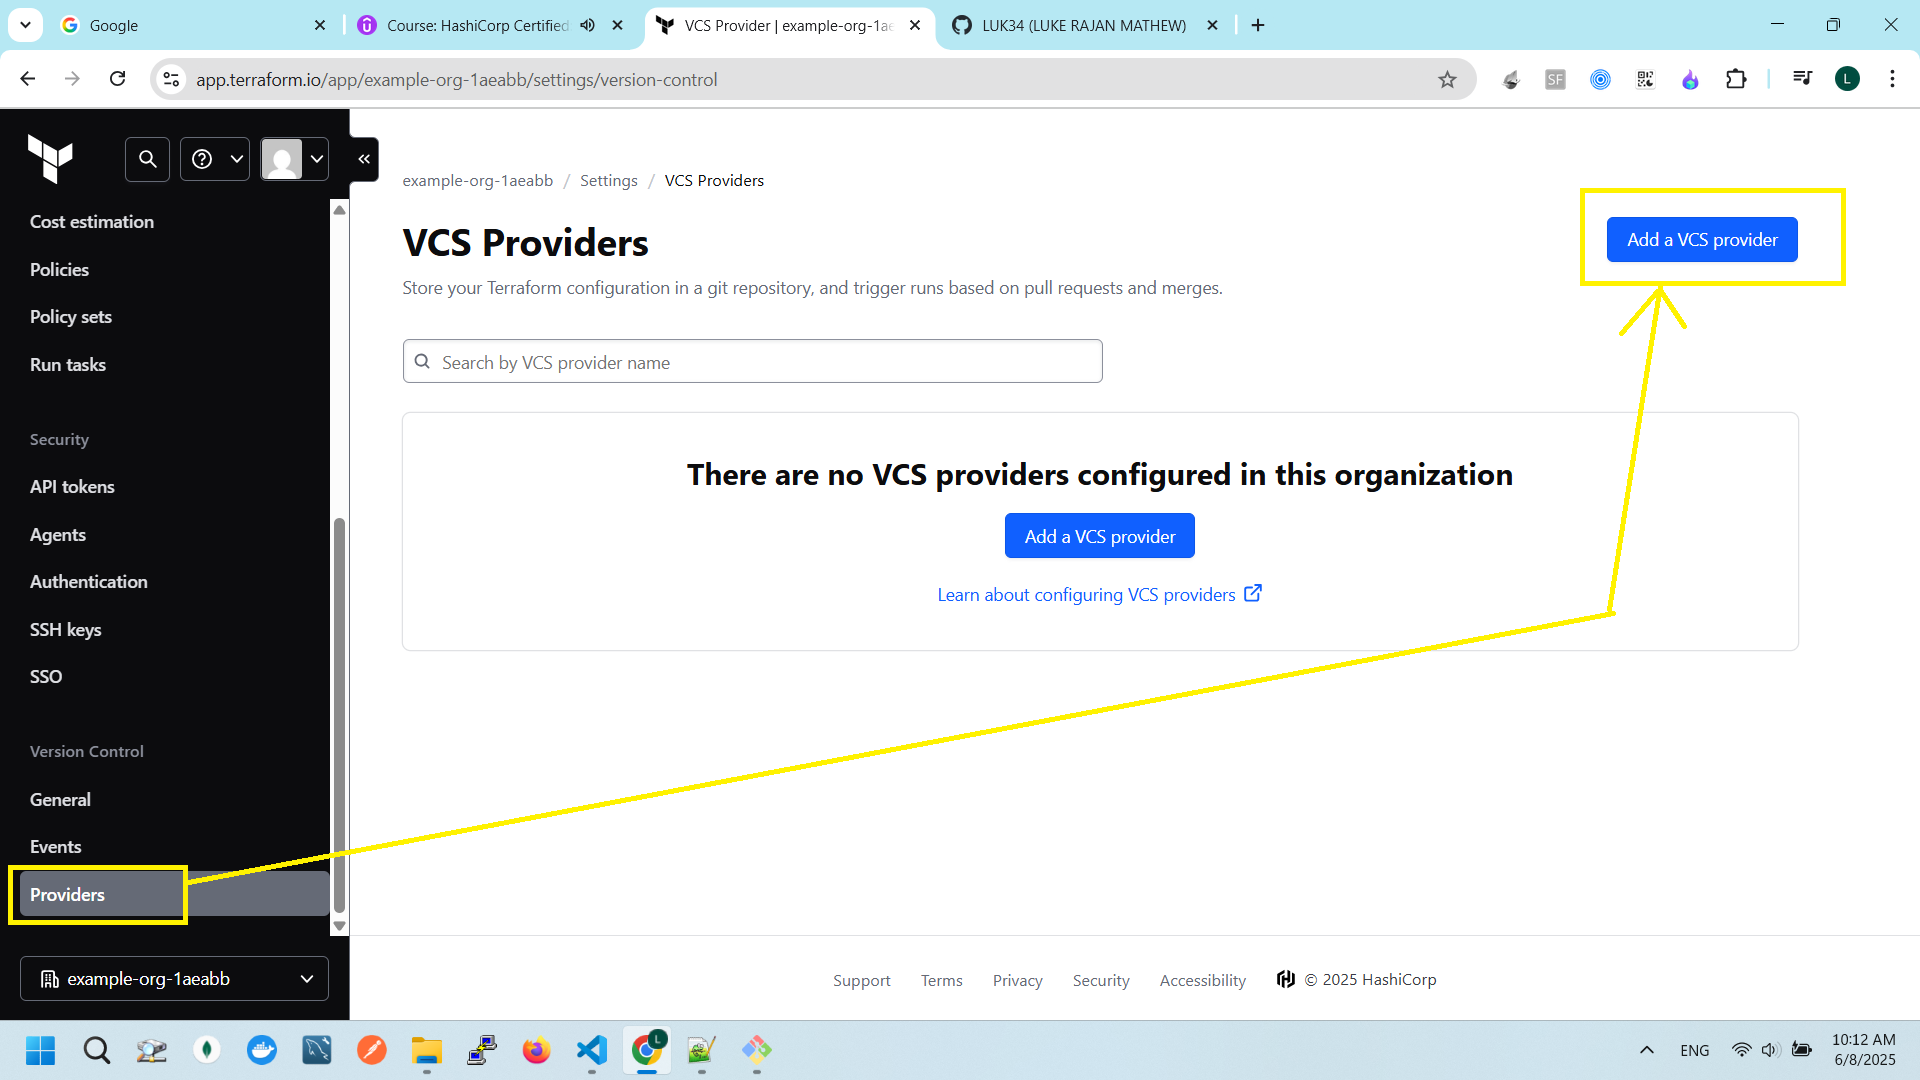 Google
Course: HashiCorp Certified
VCS Provider | example-org-1ae
LUK34 (LUKE RAJAN MATHEW)
app.terraform.io/app/example-org-1aeabb/settings/version-control
SF
L
Cost estimation
Policies
Policy sets
Run tasks
Security
API tokens
Agents
Authentication
SSH keys
SSO
Version Control
General
Events
Providers
example-org-1aeabb
example-org-1aeabb / Settings / VCS Providers
VCS Providers
Add a VCS provider
Store your Terraform configuration in a git repository, and trigger runs based on pull requests and merges.
Search by VCS provider name
There are no VCS providers configured in this organization
Add a VCS provider
Learn about configuring VCS providers
Support Terms Privacy Security Accessibility © 2025 HashiCorp
L
ENG
10:12 AM
6/8/2025